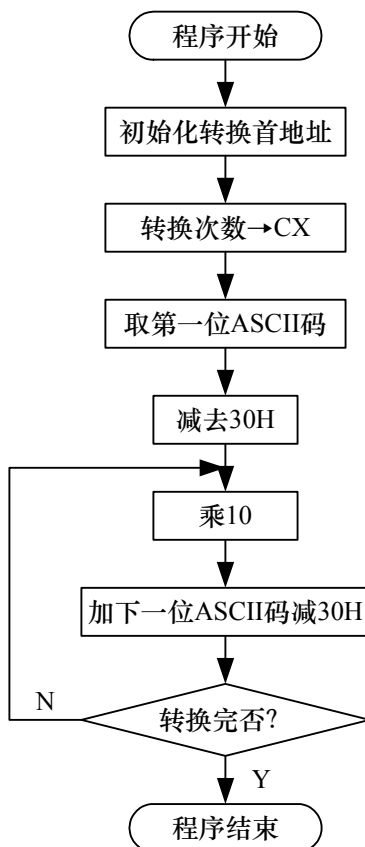 程序开始
初始化转换首地址
转换次数→CX
取第一位ASCII码
减去30H
乘10
加下一位ASCII码减30H
N
转换完否?
Y
程序结束